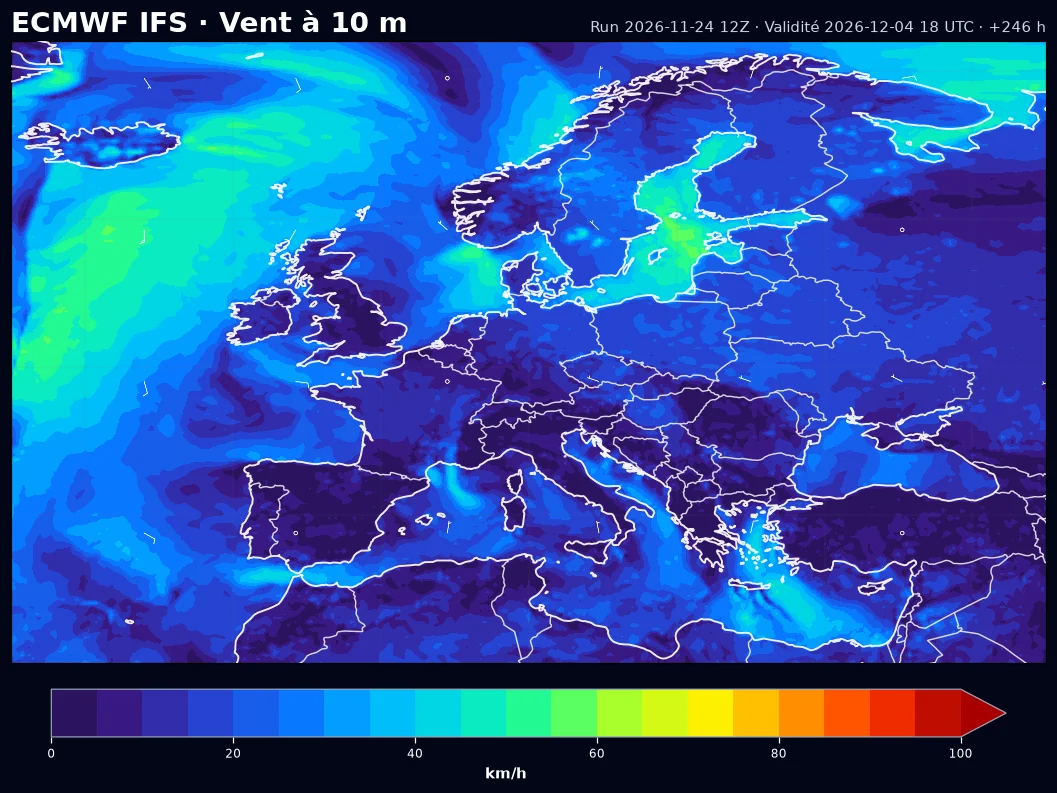 ECMWF IFS · Vent à 10 m
Run 2026-11-24 12Z · Validité 2026-12-04 18 UTC · +246 h
0 20 40 60 80 100
km/h